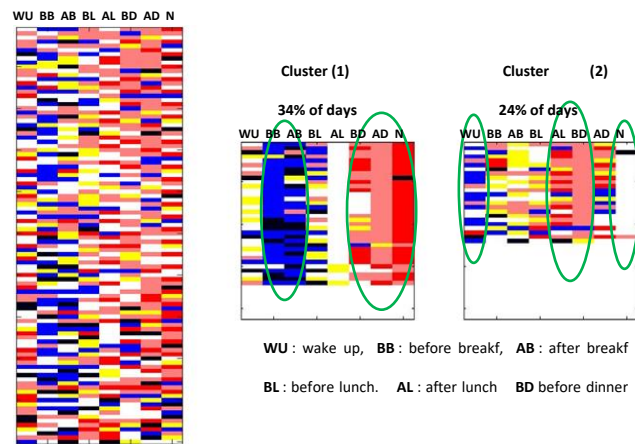 WU BB AB BL AL BD AD N
Cluster (1)
34% of days
WU BB AB BL AL BD AD N
Cluster (2)
24% of days
WU BB AB BL AL BD AD N
WU : wake up, BB : before breakf, AB : after breakf
BL : before lunch. AL : after lunch BD before dinner